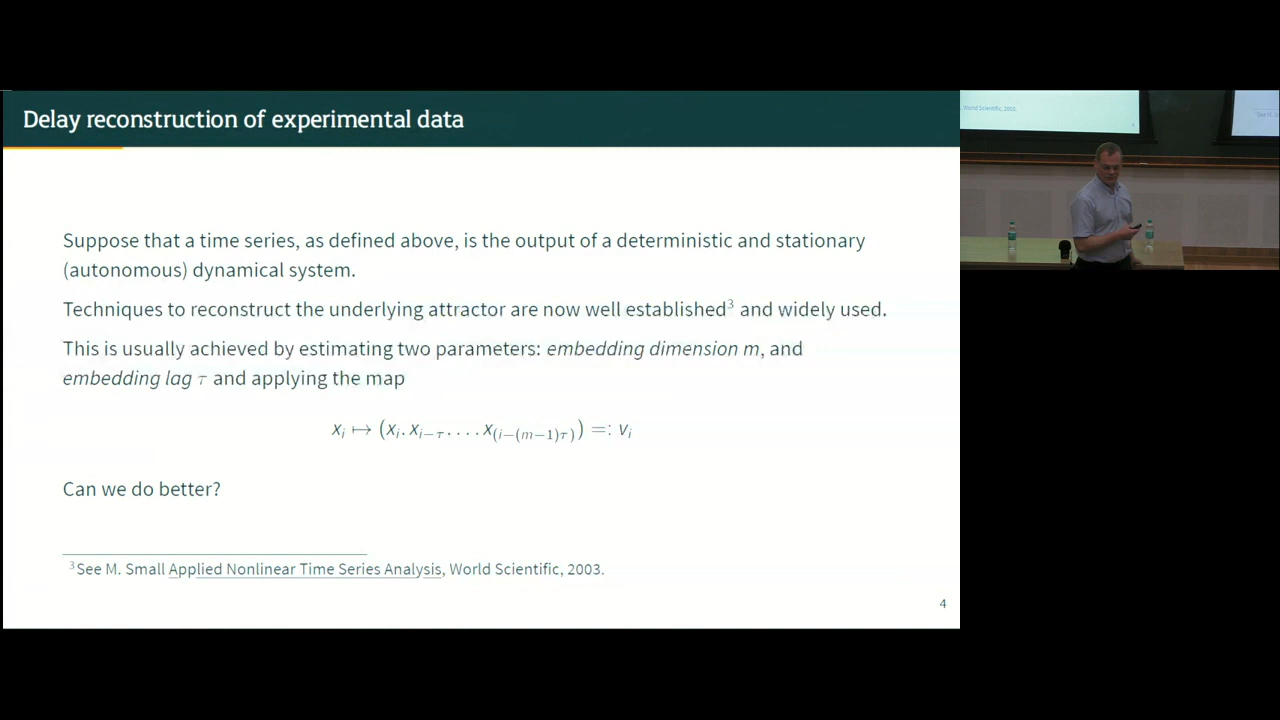 Delay reconstruction of experimental data
Suppose that a time series, as defined above, is the output of a deterministic and stationary
(autonomous) dynamical system.
Techniques to reconstruct the underlying attractor are now well established³ and widely used.
This is usually achieved by estimating two parameters: embedding dimension m, and
embedding lag τ and applying the map
xᵢ ↦ (xᵢ. xᵢ₋τ. . . . x₍ᵢ₋₍ₘ₋₁₎τ₎) =: vᵢ
Can we do better?
³See M. Small Applied Nonlinear Time Series Analysis, World Scientific, 2003.
4
World Scientific, 2003.